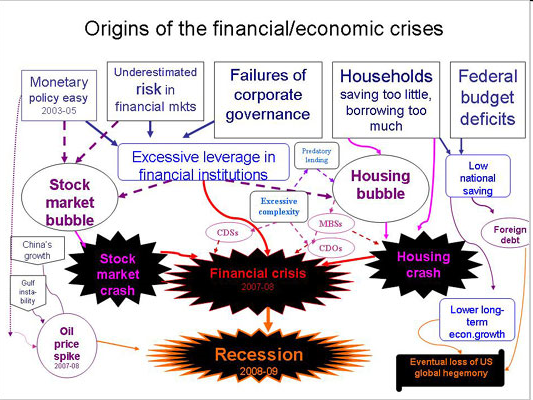 Origins of the financial/economic crises
Monetary
policy easy
2003-05
Underestimated
risk in
financial mkts
Failures of
corporate
governance
Households
saving too little,
borrowing too
much
Federal
budget
deficits
Excessive leverage in
financial institutions
Predatory
lending
Low
national
saving
Stock
market
bubble
Housing
bubble
Excessive
complexity
CDSs
MBSs
CDOs
Foreign
debt
China's
growth
Gulf
insta-
bility
Stock
market
crash
Financial crisis
2007-08
Housing
crash
Oil
price
spike
2007-08
Lower long-
term
econ.growth
Recession
2008-09
Eventual loss of US
global hegemony